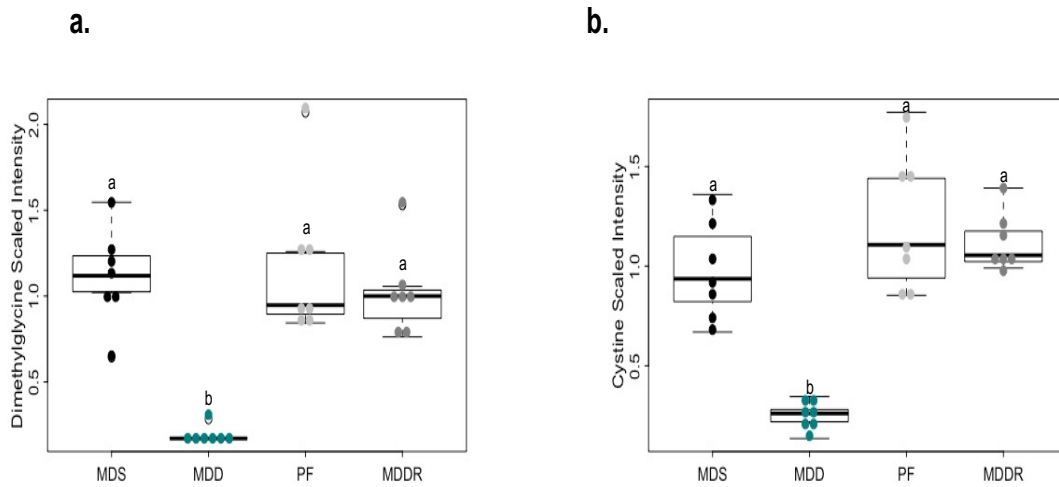 a.
Dimethylglycine Scaled Intensity
2.0
1.5
1.0
0.5
a
b
a
a
MDS MDD PF MDDR
b.
Cystine Scaled Intensity
1.5
1.0
0.5
a
b
a
a
MDS MDD PF MDDR